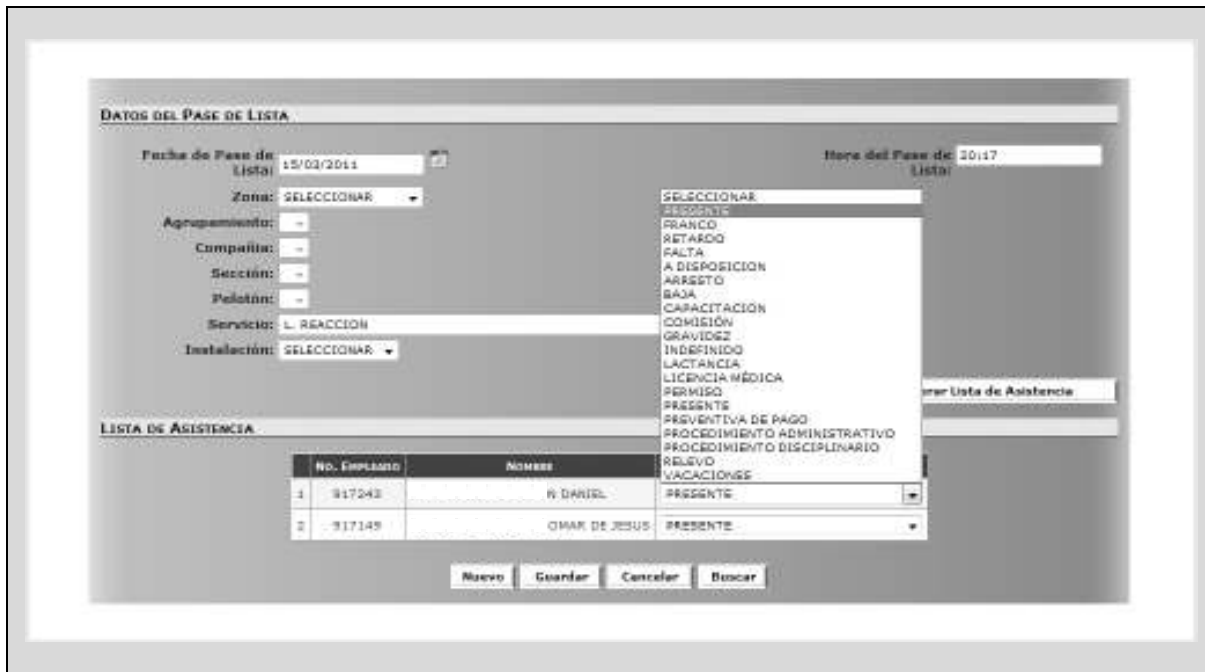 DATOS DEL PASE DE LISTA
Fecha de Pase de Lista: 15/03/2011
Hora del Pase de Lista: 20:17
Zona: SELECCIONAR
Agrupamiento: -
Compañía: -
Sección: -
Pelotón: -
Servicio: L. REACCION
Instalación: SELECCIONAR
SELECCIONAR
PRESENTE
FRANCO
RETARDO
FALTA
A DISPOSICION
ARRESTO
BAJA
CAPACITACION
COMISIÓN
GRAVIDEZ
INDEFINIDO
LACTANCIA
LICENCIA MÉDICA
PERMISO
PRESENTE
PREVENTIVA DE PAGO
PROCEDIMIENTO ADMINISTRATIVO
PROCEDIMIENTO DISCIPLINARIO
RELEVO
VACACIONES
Lista de Asistencia
LISTA DE ASISTENCIA
NO. EMPLEADO NOMBRE
1 917243 N DANIEL PRESENTE
2 917149 OMAR DE JESUS PRESENTE
Nuevo Guardar Cancelar Buscar